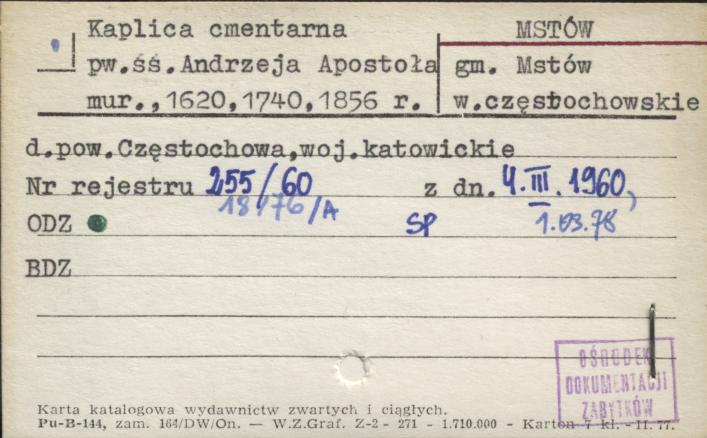 Kaplica cmentarna MSTÓW
pw.śś.Andrzeja Apostoła gm. Mstów
mur.,1620,1740,1856 r. w.częstochowskie
d.pow.Częstochowa,woj.katowickie
Nr rejestru 255/60 z dn. 4.III.1960,
18/76/A
ODZ SP 1.03.78
BDZ
OŚRODEK
DOKUMENTACJI
ZABYTKÓW
Karta katalogowa wydawnictw zwartych i ciągłych.
Pu-B-144, zam. 164/DW/On. — W.Z.Graf. Z-2 - 271 - 1.710.000 - Karton 7 kl. -II. 77.